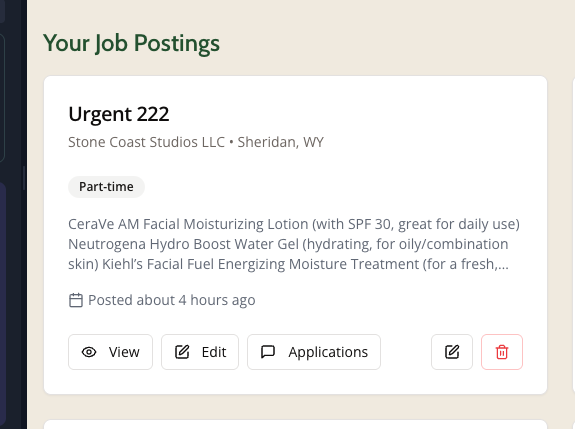 Your Job Postings
Urgent 222
Stone Coast Studios LLC • Sheridan, WY
Part-time
CeraVe AM Facial Moisturizing Lotion (with SPF 30, great for daily use)
Neutrogena Hydro Boost Water Gel (hydrating, for oily/combination
skin) Kiehl’s Facial Fuel Energizing Moisture Treatment (for a fresh,...
Posted about 4 hours ago
View Edit Applications